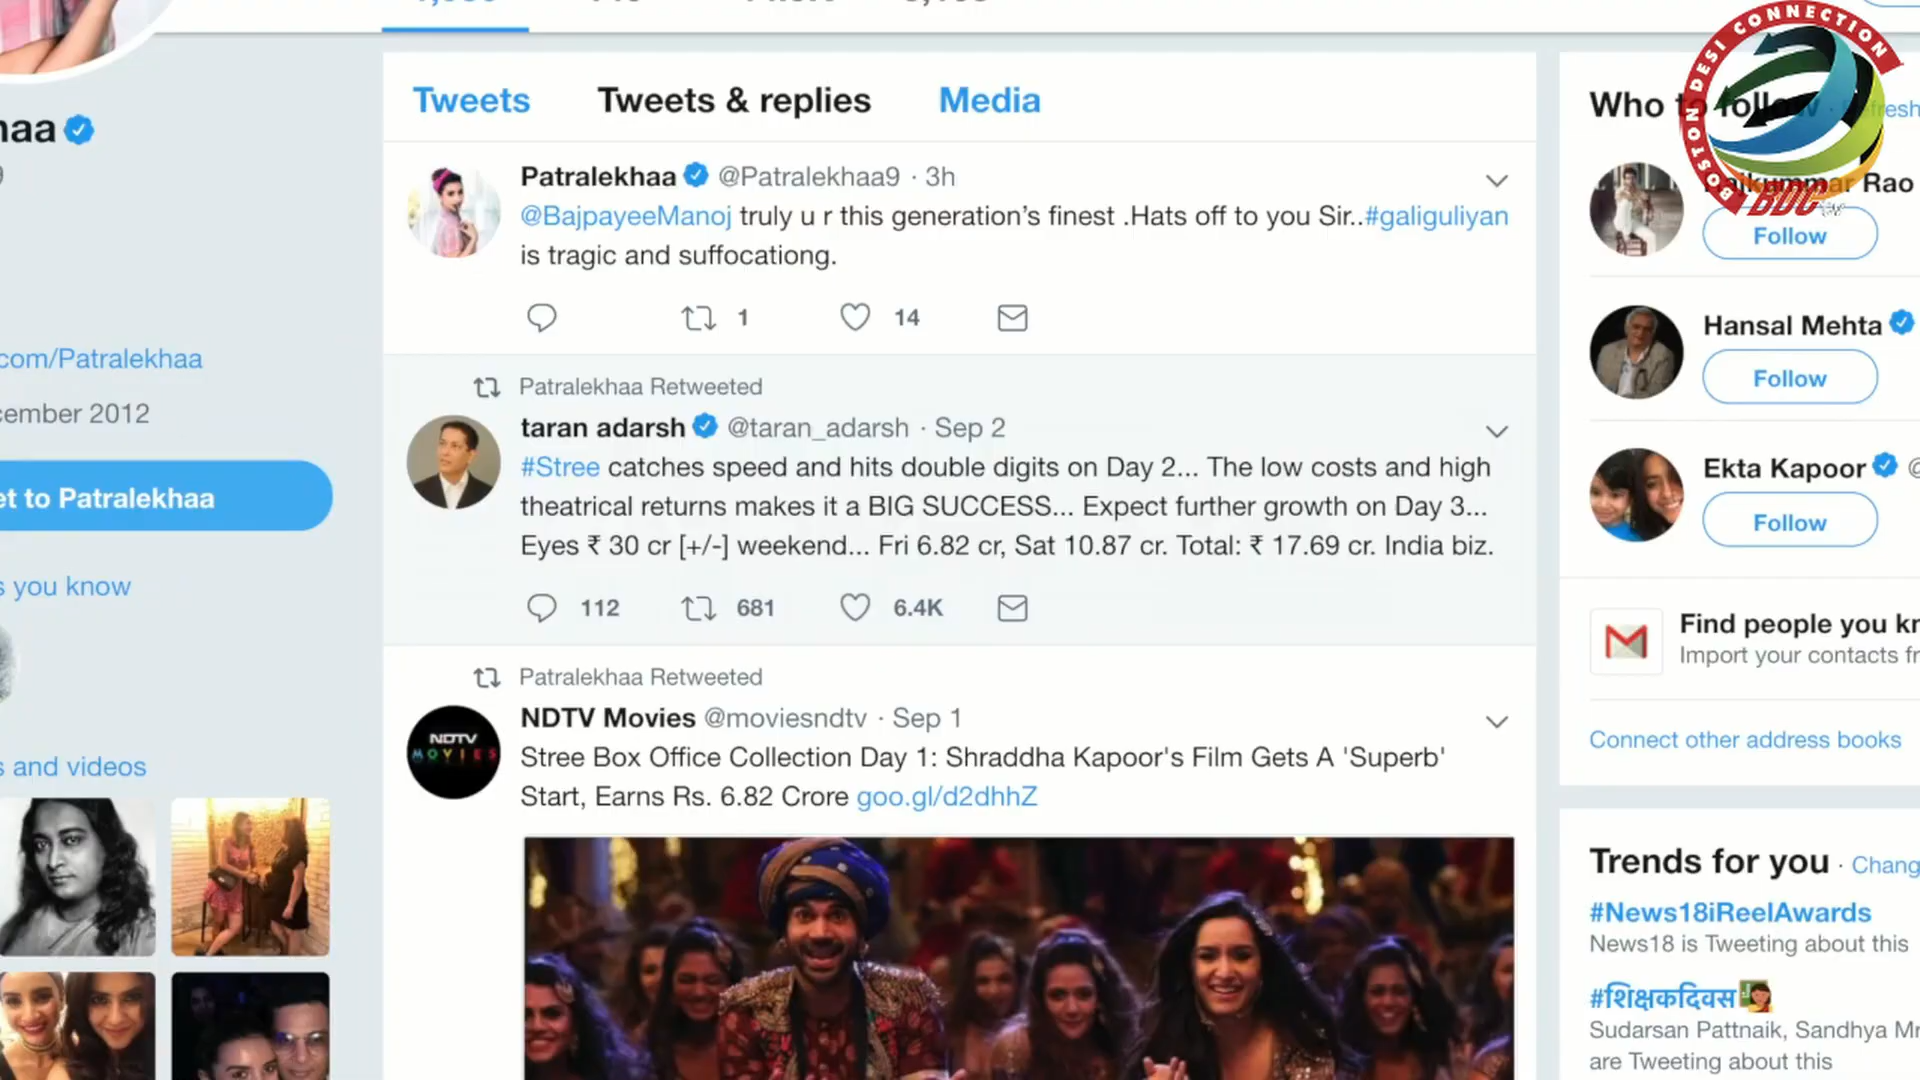 Tweets
Tweets & replies
Media
Patralekhaa @Patralekhaa9 · 3h
@BajpayeeManoj truly u r this generation's finest .Hats off to you Sir..#galiguliyan
is tragic and suffocationg.
1
14
Patralekhaa Retweeted
taran adarsh @taran_adarsh · Sep 2
#Stree catches speed and hits double digits on Day 2... The low costs and high
theatrical returns makes it a BIG SUCCESS... Expect further growth on Day 3...
Eyes ₹ 30 cr [+/-] weekend... Fri 6.82 cr, Sat 10.87 cr. Total: ₹ 17.69 cr. India biz.
112
681
6.4K
Patralekhaa Retweeted
NDTV Movies @moviesndtv · Sep 1
Stree Box Office Collection Day 1: Shraddha Kapoor's Film Gets A 'Superb'
Start, Earns Rs. 6.82 Crore goo.gl/d2dhhZ
NDTV
MOVIES
haa
com/Patralekhaa
cember 2012
et to Patralekhaa
s you know
s and videos
BOSTON DESI CONNECTION
BDC
Who to follow
Rajkummar Rao
Follow
Hansal Mehta
Follow
Ekta Kapoor
Follow
Find people you kn
Import your contacts fr
Connect other address books
Trends for you · Chang
#News18iReelAwards
News18 is Tweeting about this
#शिक्षकदिवस
Sudarsan Pattnaik, Sandhya Mr
are Tweeting about this